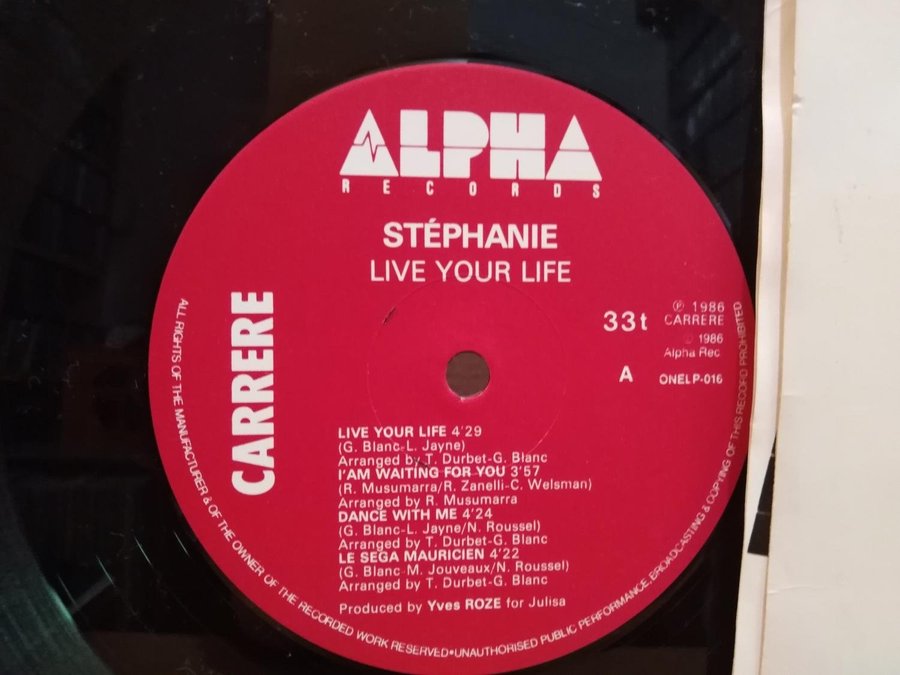 ALPHA
RECORDS
STÉPHANIE
LIVE YOUR LIFE
CARRERE
33t
℗ 1986
CARRERE
© 1986
Alpha Rec.
A
ONELP-016
LIVE YOUR LIFE 4'29
(G. Blanc-L. Jayne)
Arranged by T. Durbet-G. Blanc
I'AM WAITING FOR YOU 3'57
(R. Musumarra/R. Zanelli-C. Welsman)
Arranged by R. Musumarra
DANCE WITH ME 4'24
(G. Blanc-L. Jayne/N. Roussel)
Arranged by T. Durbet-G. Blanc
LE SEGA MAURICIEN 4'22
(G. Blanc-M. Jouveaux/N. Roussel)
Arranged by T. Durbet-G. Blanc
Produced by Yves ROZE for Julisa
ALL RIGHTS OF THE MANUFACTURER & OF THE OWNER OF THE RECORDED WORK RESERVED•UNAUTHORISED PUBLIC PERFORMANCE, BROADCASTING & COPYING OF THIS RECORD PROHIBITED